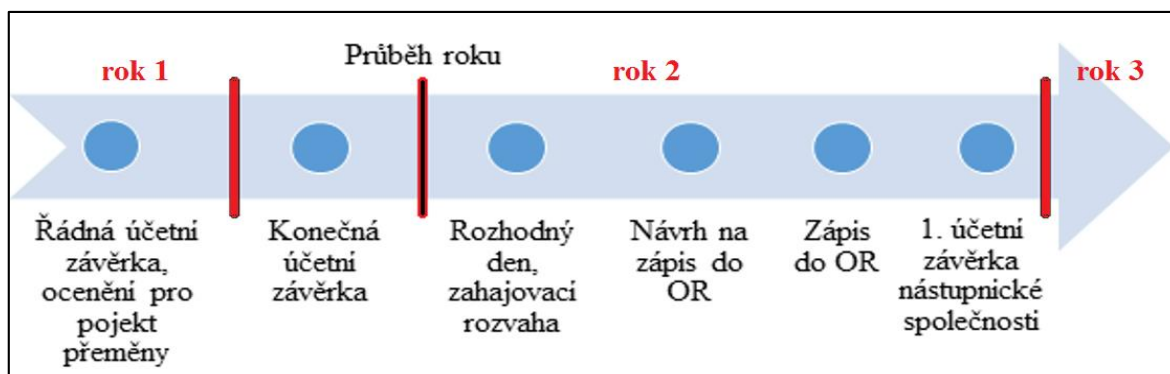 Průběh roku
rok 1
rok 2
rok 3
Řádná účetní
závěrka,
ocenění pro
pojekt
přeměny
Konečná
účetní
závěrka
Rozhodný
den,
zahajovací
rozvaha
Návrh na
zápis do
OR
Zápis
do OR
1. účetní
závěrka
nástupnické
společnosti